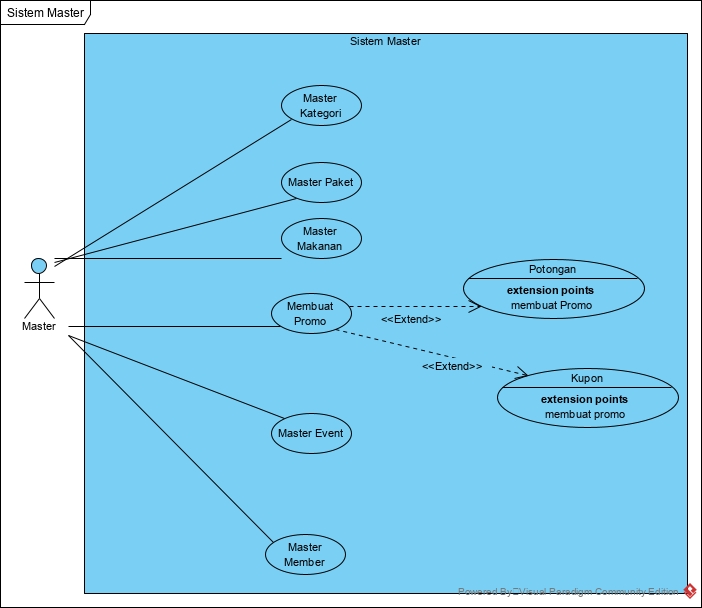 Sistem Master
Sistem Master
Master
Kategori
Master Paket
Master
Makanan
Potongan
extension points
membuat Promo
Membuat
Promo
<<Extend>>
Master
<<Extend>>
Kupon
extension points
membuat promo
Master Event
Master
Member
Powered By Visual Paradigm Community Edition